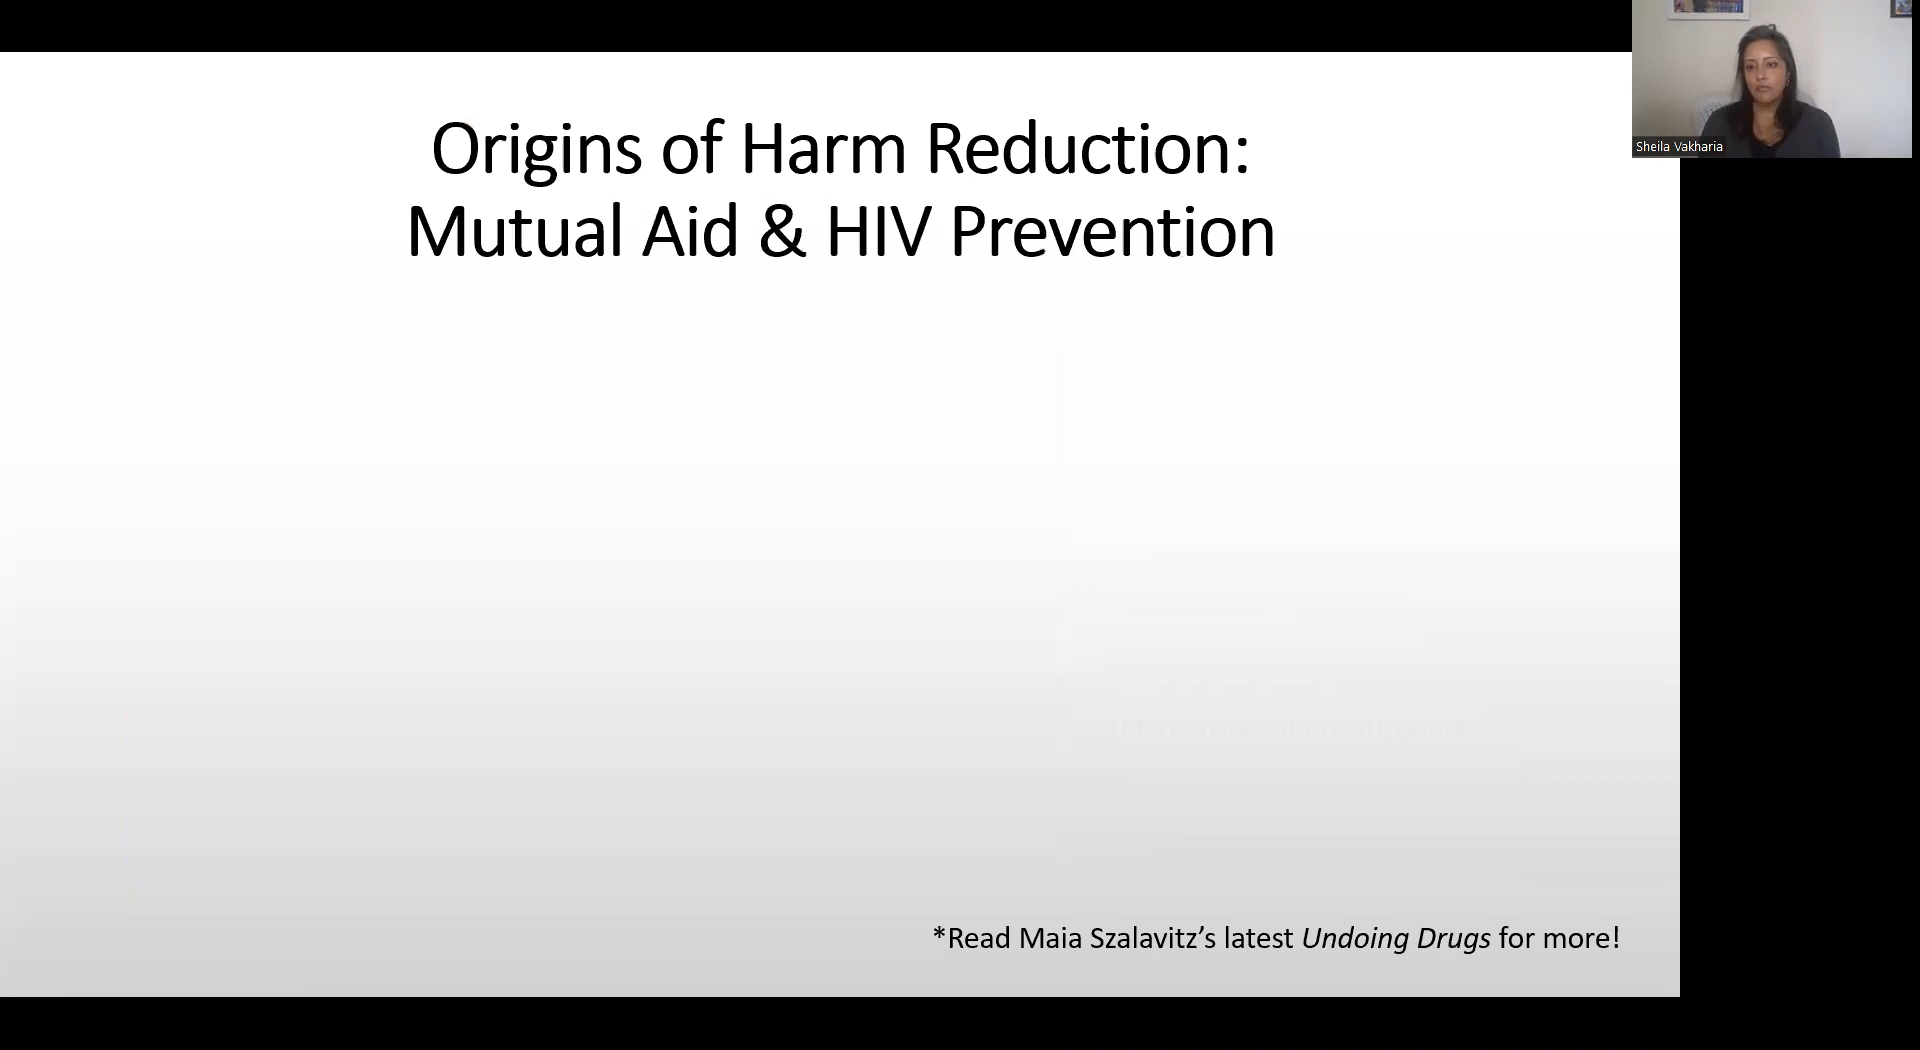 Origins of Harm Reduction:
Mutual Aid & HIV Prevention
Sheila Vakharia
*Read Maia Szalavitz’s latest Undoing Drugs for more!